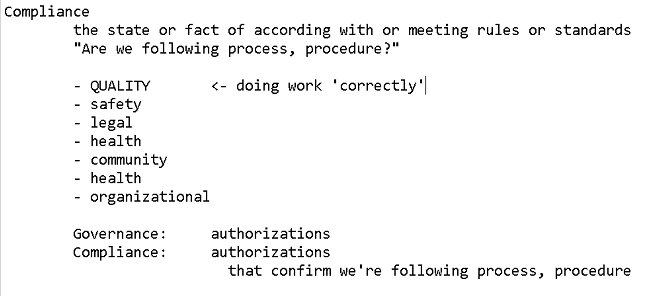 Compliance
the state or fact of according with or meeting rules or standards
"Are we following process, procedure?"
- QUALITY <- doing work 'correctly'
- safety
- legal
- health
- community
- health
- organizational
Governance: authorizations
Compliance: authorizations
that confirm we're following process, procedure